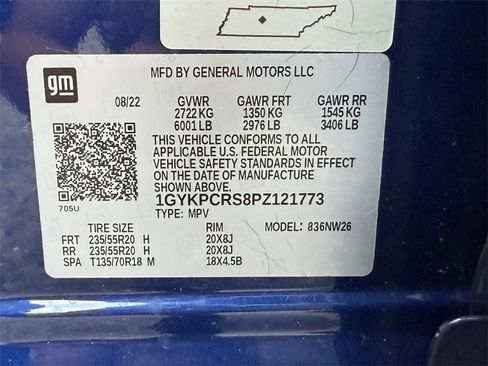 gm
MFD BY GENERAL MOTORS LLC
08/22 GVWR GAWR FRT GAWR RR
2722 KG 1350 KG 1545 KG
6001 LB 2976 LB 3406 LB
THIS VEHICLE CONFORMS TO ALL
APPLICABLE U.S. FEDERAL MOTOR
VEHICLE SAFETY STANDARDS IN EFFECT
ON THE DATE OF MANUFACTURE
SHOWN ABOVE.
1GYKPCRS8PZ121773
705U
TYPE: MPV
TIRE SIZE RIM MODEL: 836NW26
FRT 235/55R20 H 20X8J
RR 235/55R20 H 20X8J
SPA T135/70R18 M 18X4.5B